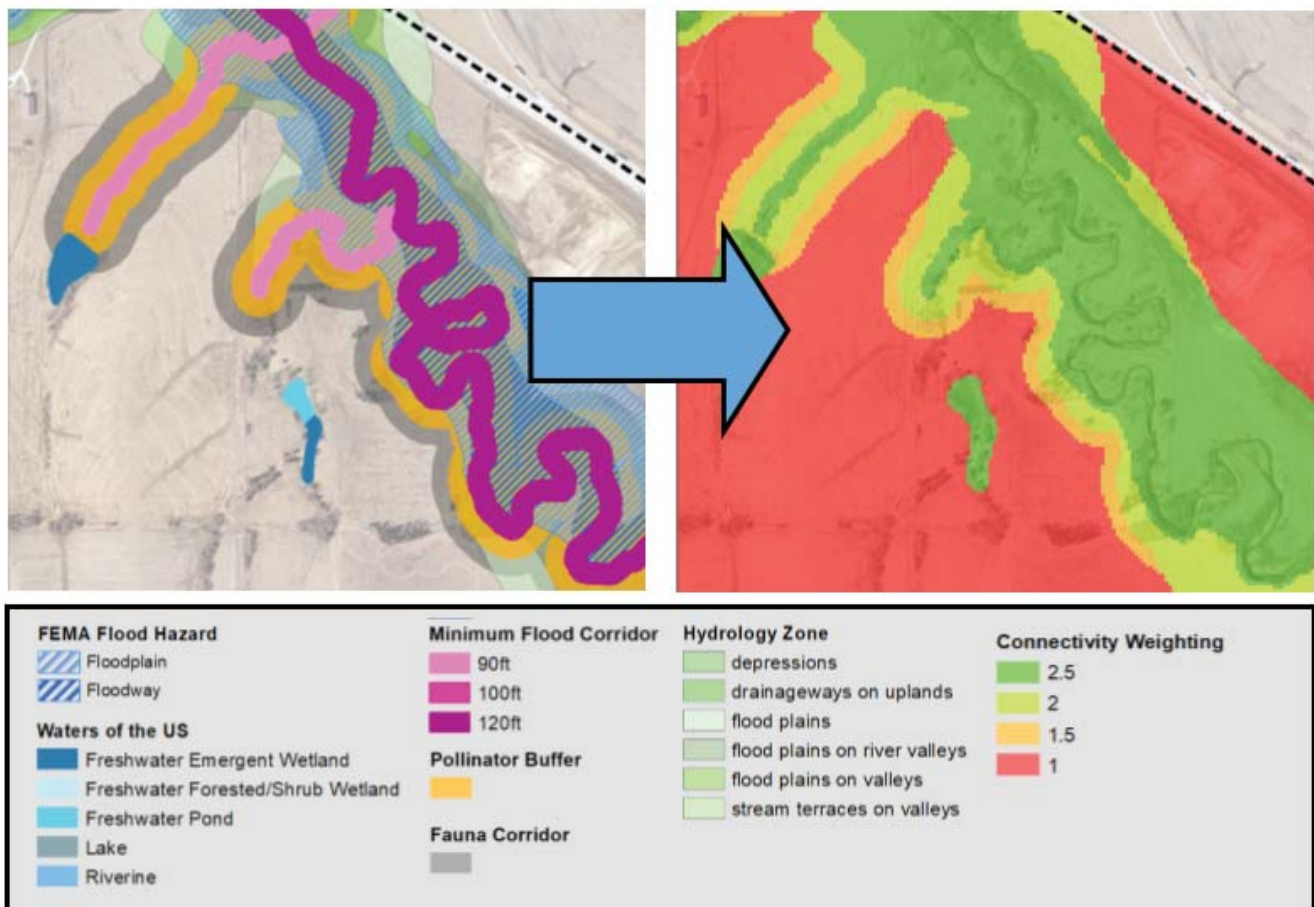 FEMA Flood Hazard
Floodplain
Floodway
Waters of the US
Freshwater Emergent Wetland
Freshwater Forested/Shrub Wetland
Freshwater Pond
Lake
Riverine
Minimum Flood Corridor
90ft
100ft
120ft
Pollinator Buffer
Fauna Corridor
Hydrology Zone
depressions
drainageways on uplands
flood plains
flood plains on river valleys
flood plains on valleys
stream terraces on valleys
Connectivity Weighting
2.5
2
1.5
1